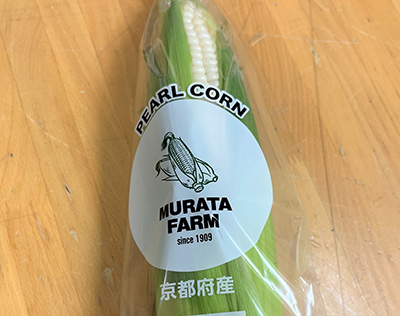 PEARL CORN
MURATA
FARM
since 1909
京都府産